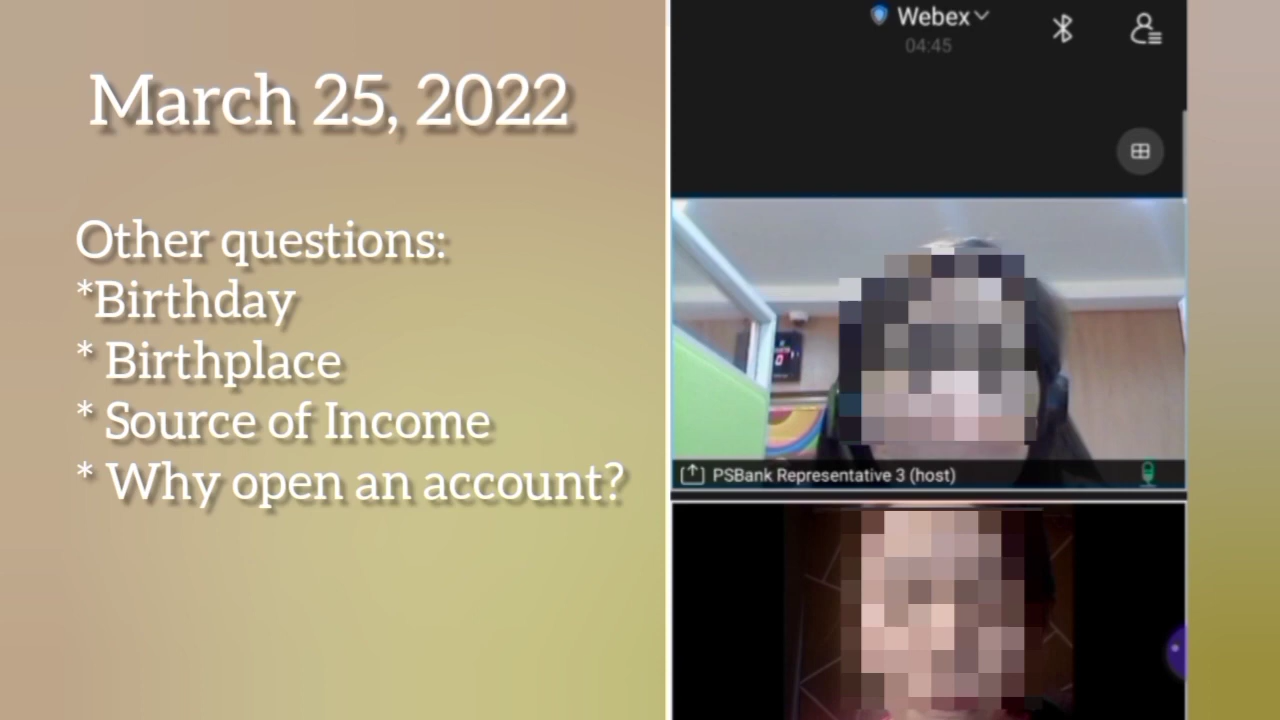 March 25, 2022
Other questions:
*Birthday
* Birthplace
* Source of Income
* Why open an account?
Webex
04:45
PSBank Representative 3 (host)